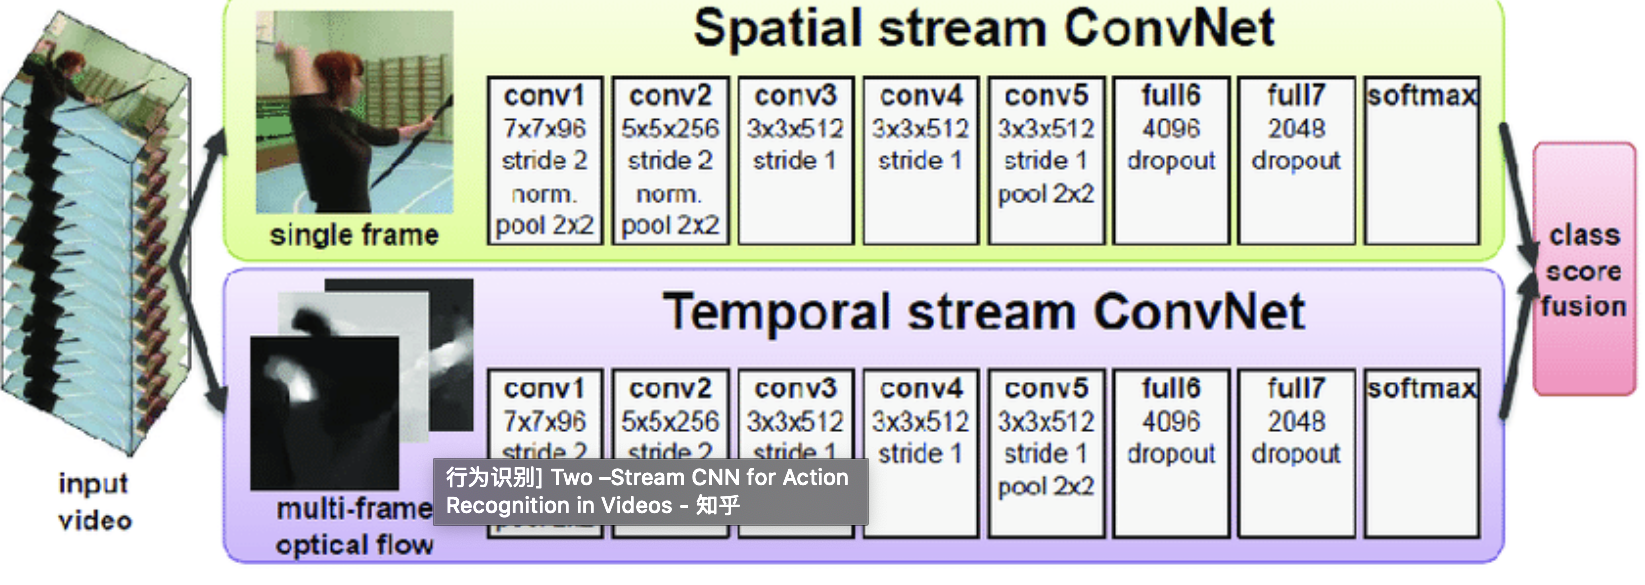 Spatial stream ConvNet
single frame
conv1
7x7x96
stride 2
norm.
pool 2x2
conv2
5x5x256
stride 2
norm.
pool 2x2
conv3
3x3x512
stride 1
conv4
3x3x512
stride 1
conv5
3x3x512
stride 1
pool 2x2
full6
4096
dropout
full7
2048
dropout
softmax
input
video
Temporal stream ConvNet
multi-frame
optical flow
conv1
7x7x96
stride 2
pool 2x2
conv2
5x5x256
stride 2
conv3
3x3x512
stride 1
conv4
3x3x512
stride 1
conv5
3x3x512
stride 1
pool 2x2
full6
4096
dropout
full7
2048
dropout
softmax
行为识别] Two –Stream CNN for Action
Recognition in Videos - 知乎
class
score
fusion